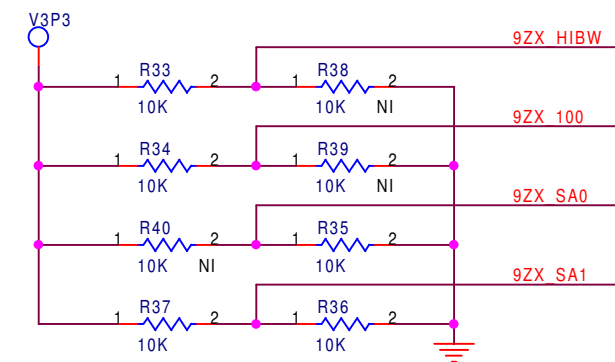 V3P3
9ZX_HIBW
R33 R38
1 2 1 2
10K 10K NI
9ZX_100
R34 R39
1 2 1 2
10K 10K NI
9ZX_SA0
R40 R35
1 2 1 2
10K NI 10K
9ZX_SA1
R37 R36
1 2 1 2
10K 10K